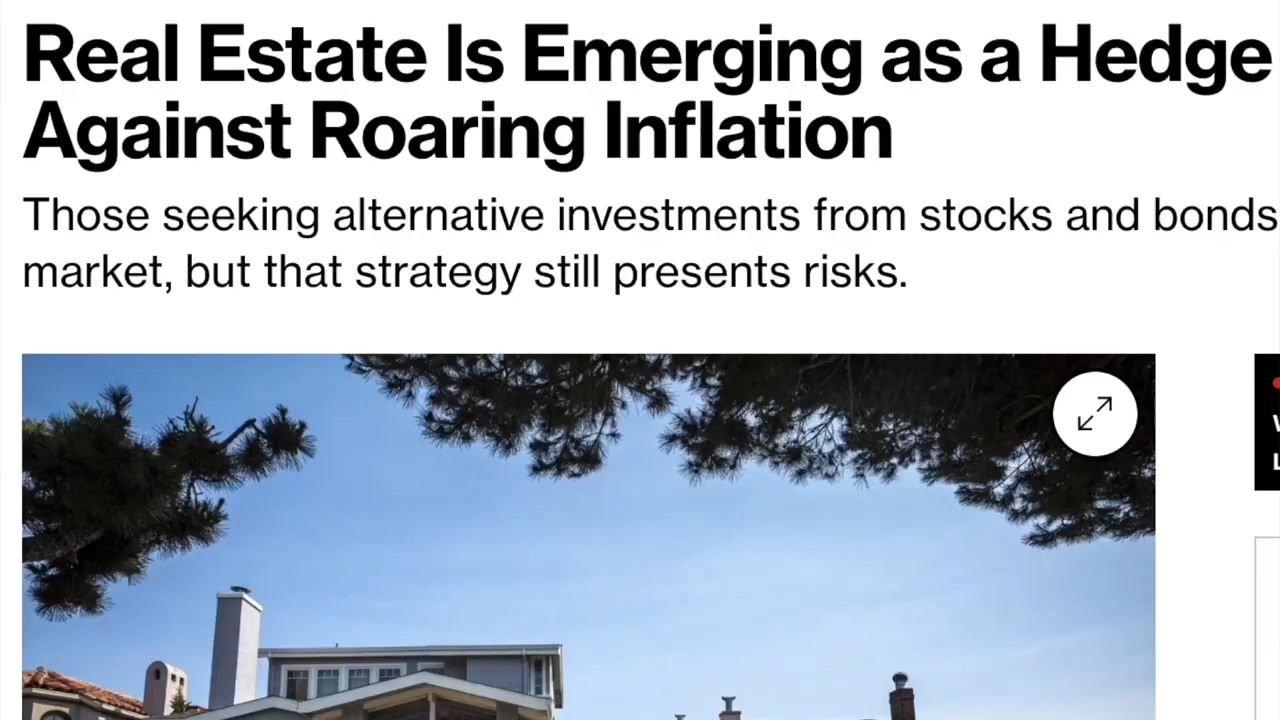 Real Estate Is Emerging as a Hedge
Against Roaring Inflation
Those seeking alternative investments from stocks and bonds
market, but that strategy still presents risks.